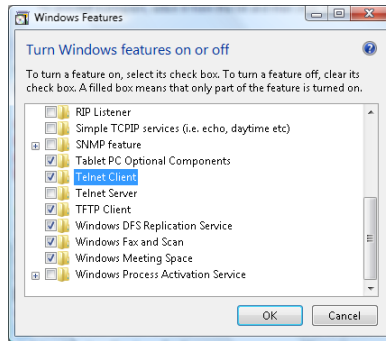 Windows Features
Turn Windows features on or off
To turn a feature on, select its check box. To turn a feature off, clear its
check box. A filled box means that only part of the feature is turned on.
RIP Listener
Simple TCPIP services (i.e. echo, daytime etc)
SNMP feature
Tablet PC Optional Components
Telnet Client
Telnet Server
TFTP Client
Windows DFS Replication Service
Windows Fax and Scan
Windows Meeting Space
Windows Process Activation Service
OK Cancel